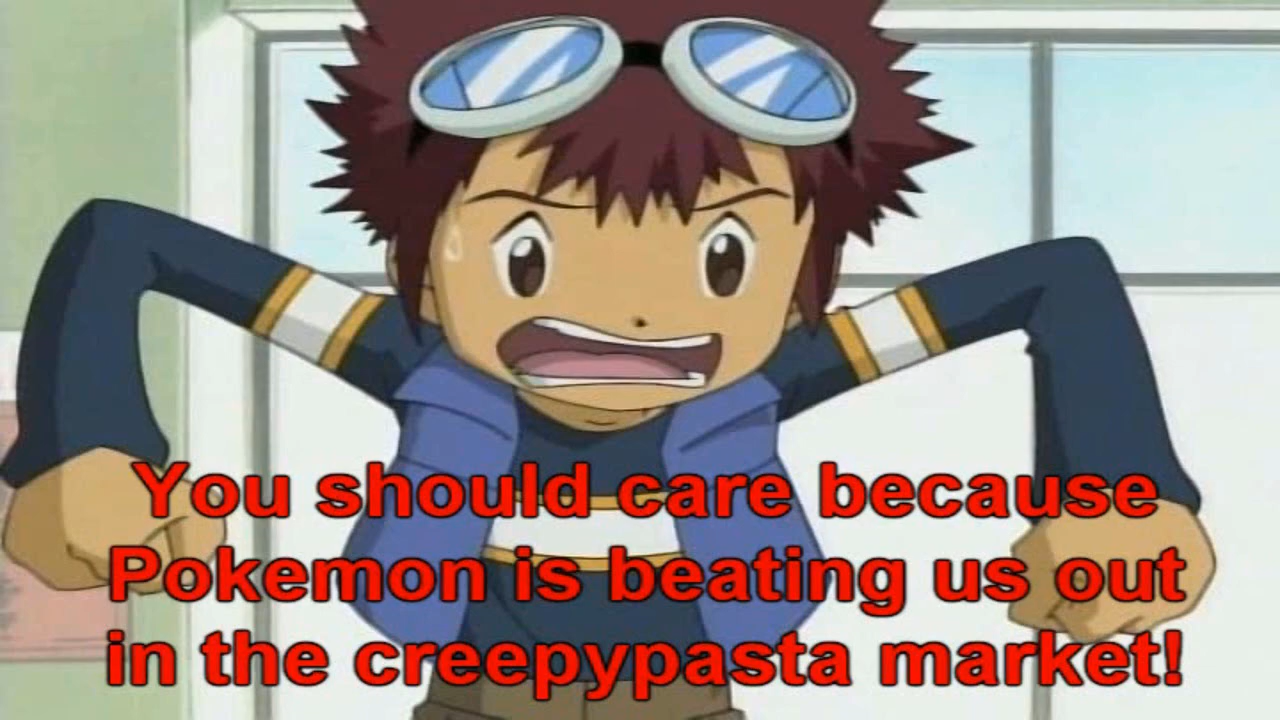 You should care because
Pokemon is beating us out
in the creepypasta market!